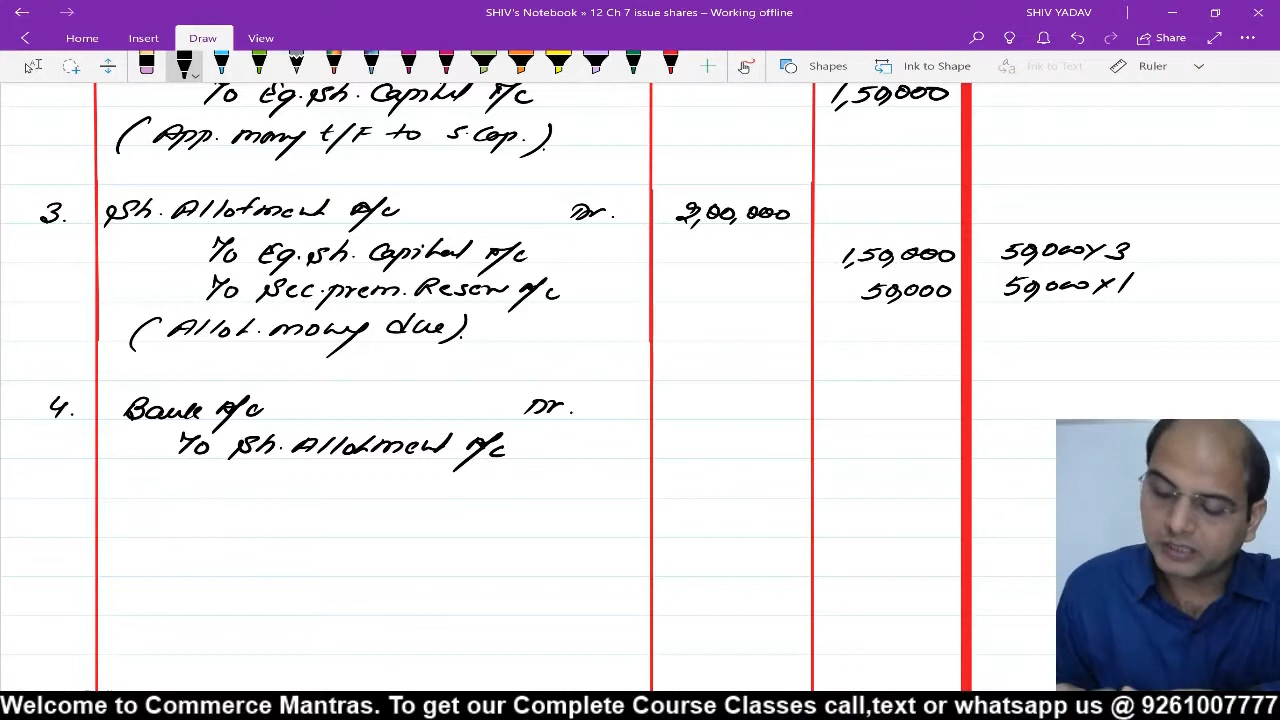 SHIV's Notebook » 12 Ch 7 issue shares – Working offline
SHIV YADAV
Home Insert Draw View
Share
Shapes Ink to Shape Ink to Text Ruler
To Eq. Sh. Capital A/c 1,50,000
(App. money t/F to S. Cap.)
3. Sh. Allotment A/c Dr. 2,00,000
To Eq. Sh. Capital A/c 1,50,000 50,000 × 3
To Sec. prem. Reserv A/c 50,000 50,000 × 1
(Allot. money due).
4. Bank A/c Dr.
To Sh. Allotment A/c
Welcome to Commerce Mantras. To get our Complete Course Classes call,text or whatsapp us @ 9261007777